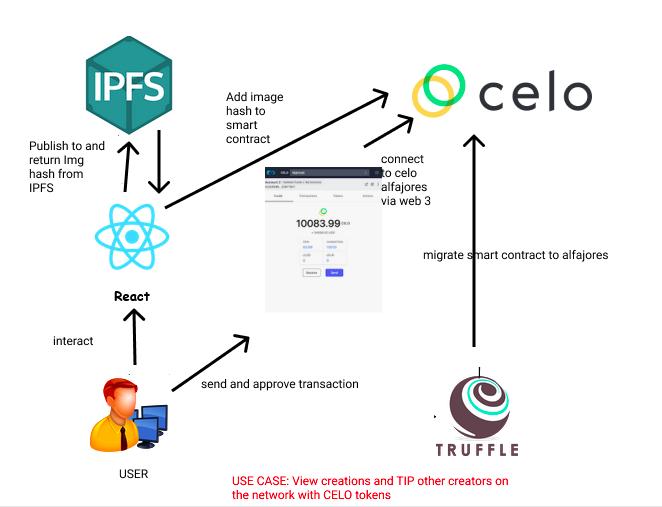 IPFS
celo
Add image
hash to
smart
contract
Publish to and
return Img
hash from
IPFS
connect
to celo
alfajores
via web 3
10083.99 CELO
Send
migrate smart contract to alfajores
React
interact
send and approve transaction
TRUFFLE
USER
USE CASE: View creations and TIP other creators on
the network with CELO tokens